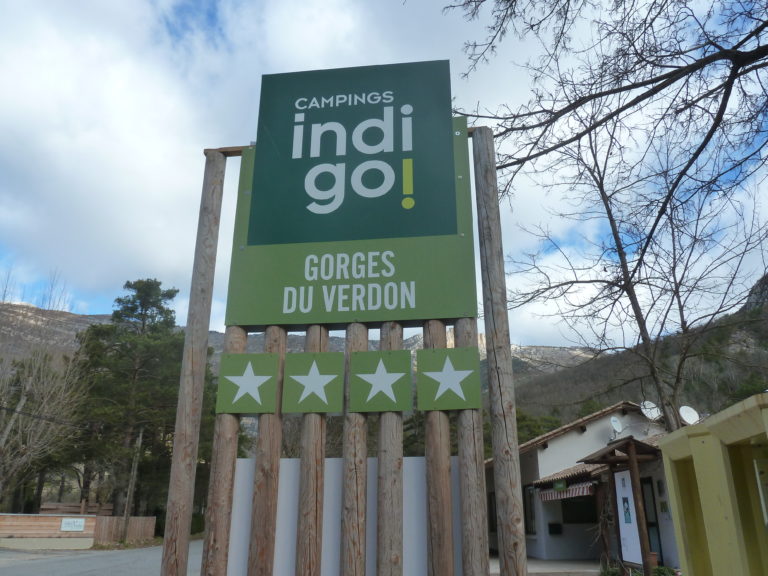 CAMPINGS
indi
go!
GORGES
DU VERDON